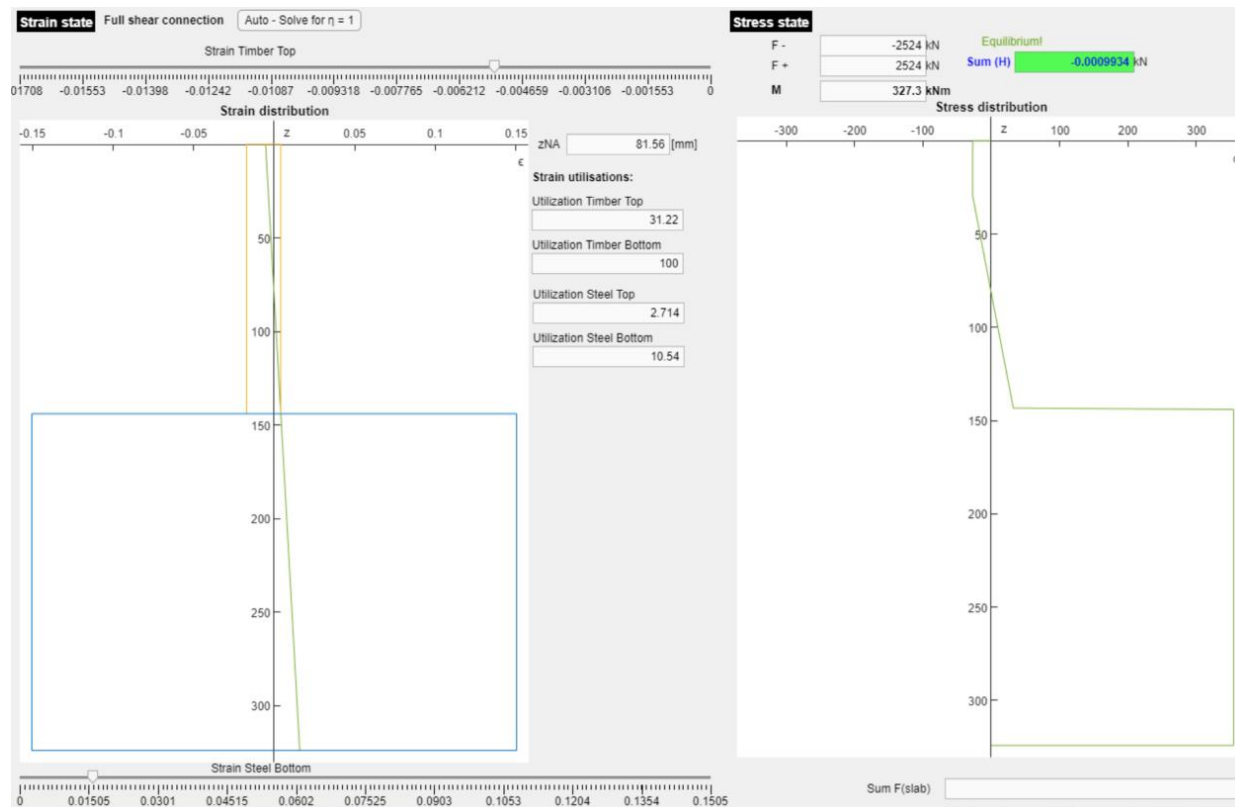 Strain state Full shear connection Auto - Solve for η = 1
Strain Timber Top
01708 -0.01553 -0.01398 -0.01242 -0.01087 -0.009318 -0.007765 -0.006212 -0.004659 -0.003106 -0.001553 0
Strain distribution
-0.15 -0.1 -0.05 z 0.05 0.1 0.15
ϵ
50
100
150
200
250
300
zNA 81.56 [mm]
Strain utilisations:
Utilization Timber Top
31.22
Utilization Timber Bottom
100
Utilization Steel Top
2.714
Utilization Steel Bottom
10.54
Strain Steel Bottom
0 0.01505 0.0301 0.04515 0.0602 0.07525 0.0903 0.1053 0.1204 0.1354 0.1505
Stress state
F - -2524 kN Equilibrium!
F + 2524 kN Sum (H) -0.0009934 kN
M 327.3 kNm
Stress distribution
-300 -200 -100 z 100 200 300
50
100
150
200
250
300
Sum F(slab)